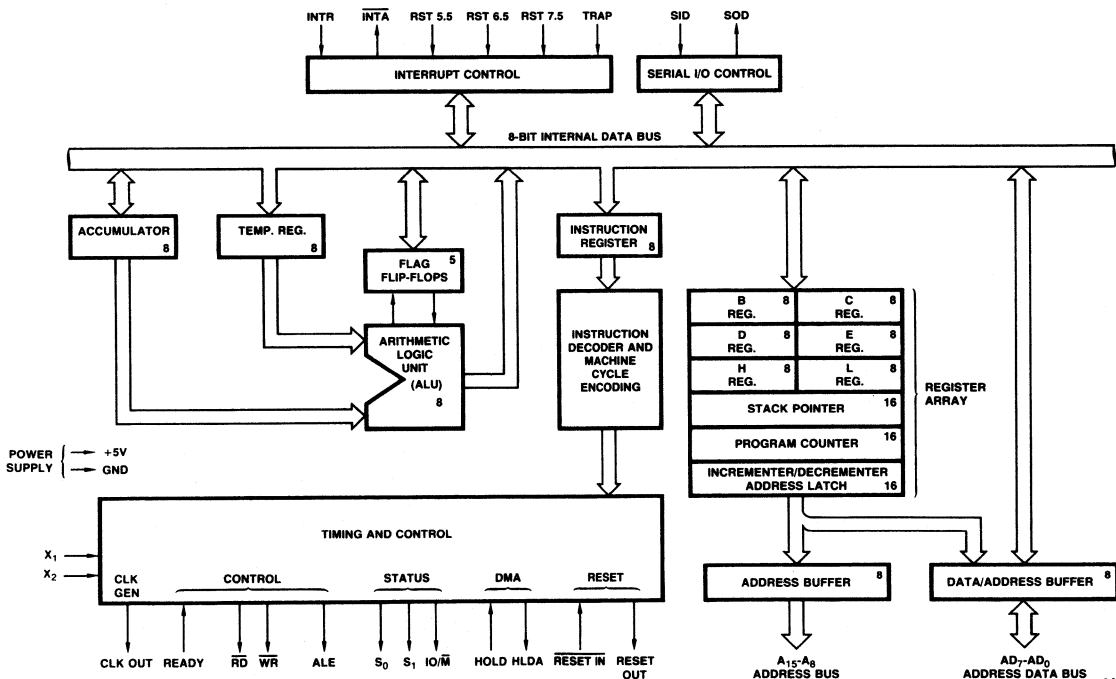 INTR INTA RST 5.5 RST 6.5 RST 7.5 TRAP SID SOD
INTERRUPT CONTROL
SERIAL I/O CONTROL
8-BIT INTERNAL DATA BUS
ACCUMULATOR
8
TEMP. REG.
8
FLAG 5
FLIP-FLOPS
INSTRUCTION
REGISTER 8
ARITHMETIC
LOGIC
UNIT
(ALU)
8
INSTRUCTION
DECODER AND
MACHINE
CYCLE
ENCODING
B 8
REG.
C 8
REG.
D 8
REG.
E 8
REG.
H 8
REG.
L 8
REG.
STACK POINTER 16
PROGRAM COUNTER 16
INCREMENTER/DECREMENTER
ADDRESS LATCH 16
REGISTER
ARRAY
POWER
SUPPLY
+5V
GND
TIMING AND CONTROL
X1
X2
CLK
GEN
CONTROL
STATUS
DMA
RESET
CLK OUT READY RD WR ALE S0 S1 IO/M HOLD HLDA RESET IN RESET
OUT
ADDRESS BUFFER 8
DATA/ADDRESS BUFFER 8
A15-A8
ADDRESS BUS
AD7-AD0
ADDRESS DATA BUS